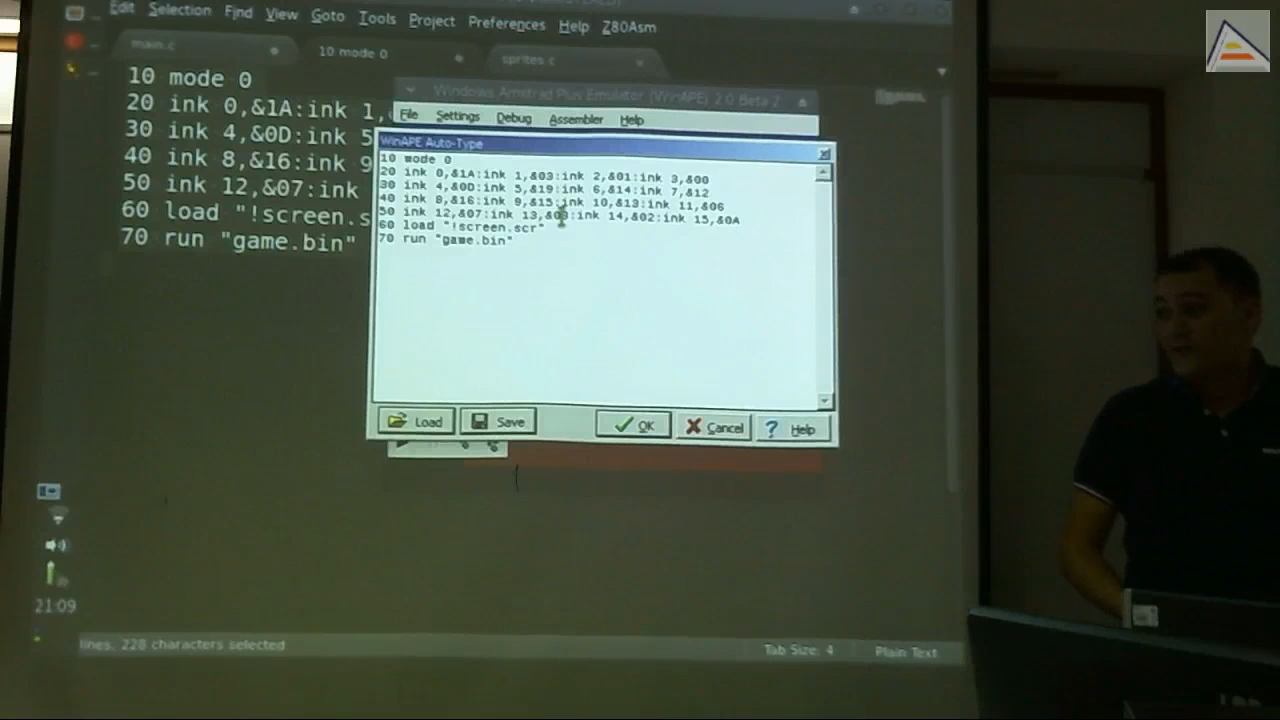 Edit Selection Find View Goto Tools Project Preferences Help Z80Asm
main.c
10 mode 0
sprites.c
10 mode 0
20 ink 0,&1A:ink 1,
30 ink 4,&0D:ink 5
40 ink 8,&16:ink 9
50 ink 12,&07:ink
60 load "!screen.s
70 run "game.bin"
Windows Amstrad Plus Emulator (WinAPE) 2.0 Beta 2
File Settings Debug Assembler Help
WinAPE Auto-Type
10 mode 0
20 ink 0,&1A:ink 1,&03:ink 2,&01:ink 3,&00
30 ink 4,&0D:ink 5,&19:ink 6,&14:ink 7,&12
40 ink 8,&16:ink 9,&15:ink 10,&13:ink 11,&06
50 ink 12,&07:ink 13, 14,&02:ink 15,&0A
60 load "!screen.scr"
70 run "game.bin"
Load Save OK Cancel Help
21:09
lines, 228 characters selected
Tab Size: 4 Plain Text